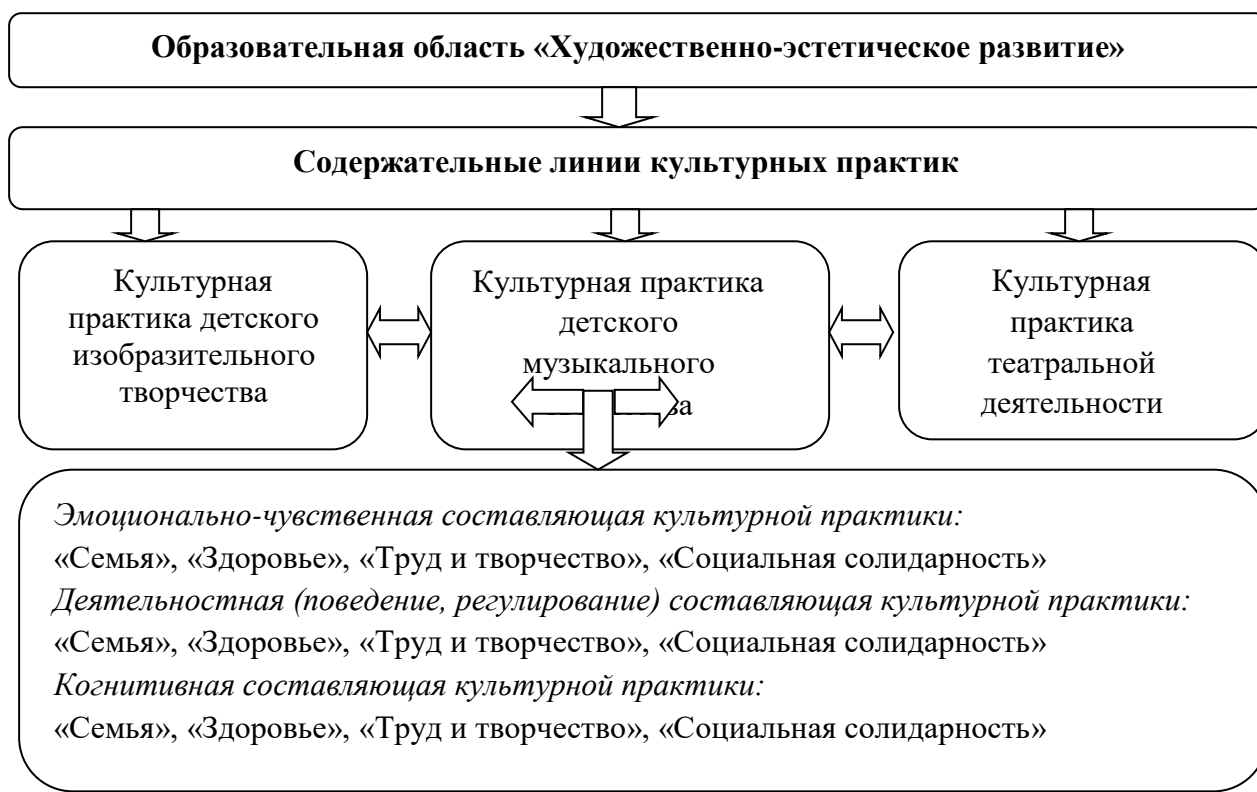 Образовательная область «Художественно-эстетическое развитие»
Содержательные линии культурных практик
Культурная
практика детского
изобразительного
творчества
Культурная практика
детского
музыкального
Культурная
практика
театральной
деятельности
Эмоционально-чувственная составляющая культурной практики:
«Семья», «Здоровье», «Труд и творчество», «Социальная солидарность»
Деятельностная (поведение, регулирование) составляющая культурной практики:
«Семья», «Здоровье», «Труд и творчество», «Социальная солидарность»
Когнитивная составляющая культурной практики:
«Семья», «Здоровье», «Труд и творчество», «Социальная солидарность»